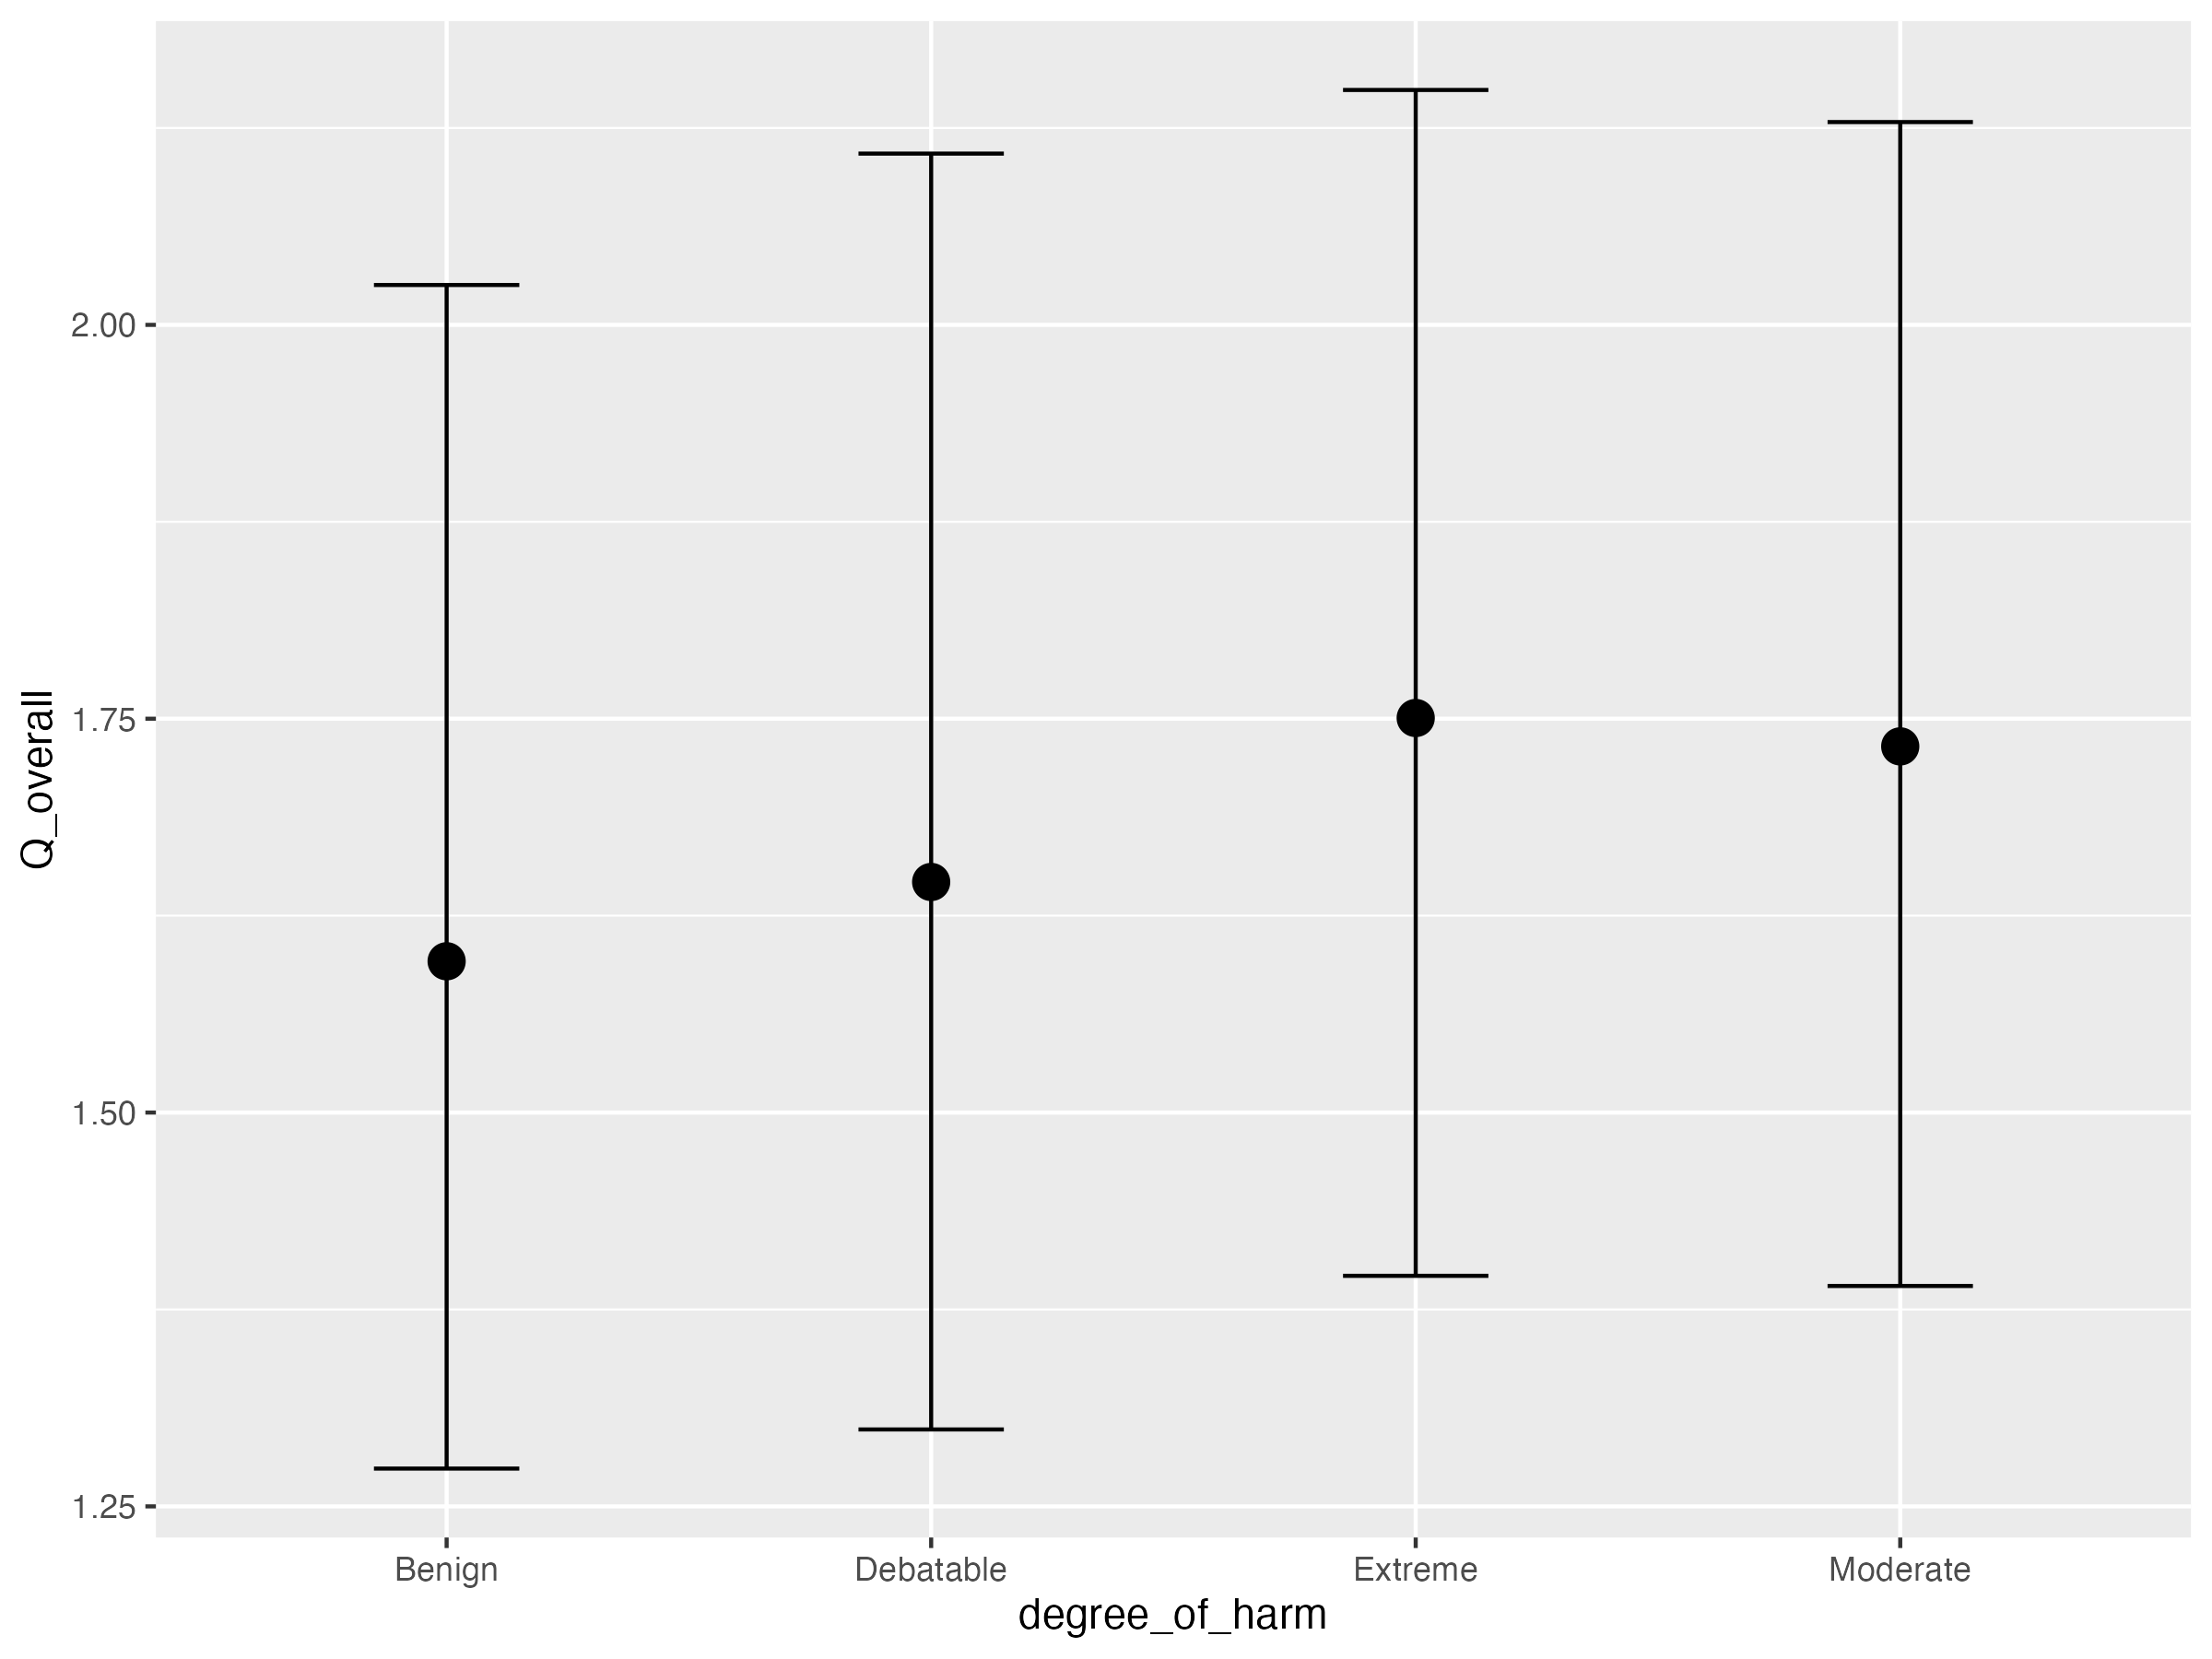 Q_overall
2.00
1.75
1.50
1.25
Benign Debatable Extreme Moderate
degree_of_harm